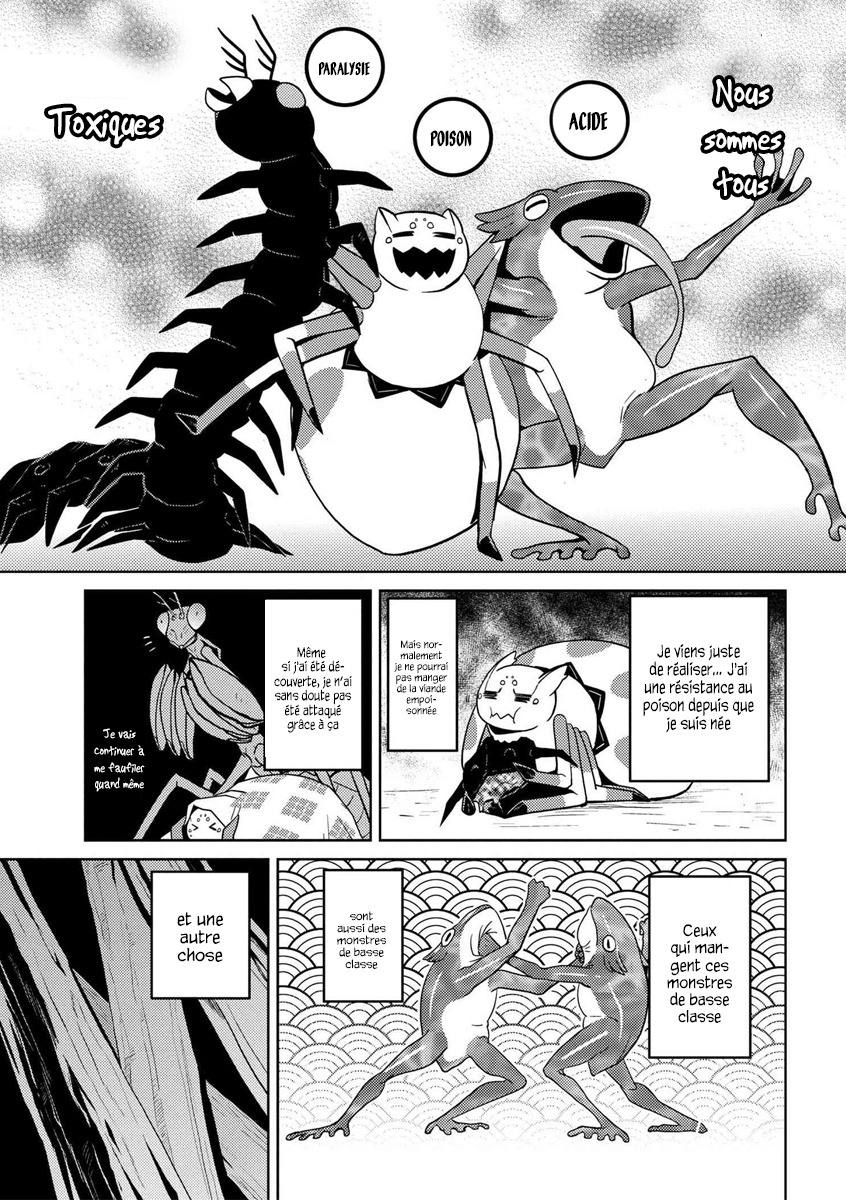 Nous
sommes
tous
ACIDE
POISON
PARALYSIE
Toxiques
Je viens juste
de réaliser... J'ai
une résistance au
poison depuis que
je suis née
Mais nor-
malement
je ne pourrai
pas manger
de la viande
empoi-
sonnée
Même
si j'ai été dé-
couverte, je n'ai
sans doute pas
été attaqué
grâce à ça
Je vais
continuer à
me faufiler
quand même
Ceux
qui man-
gent ces
monstres
de basse
classe
sont
aussi des
monstres
de basse
classe
et une
autre
chose